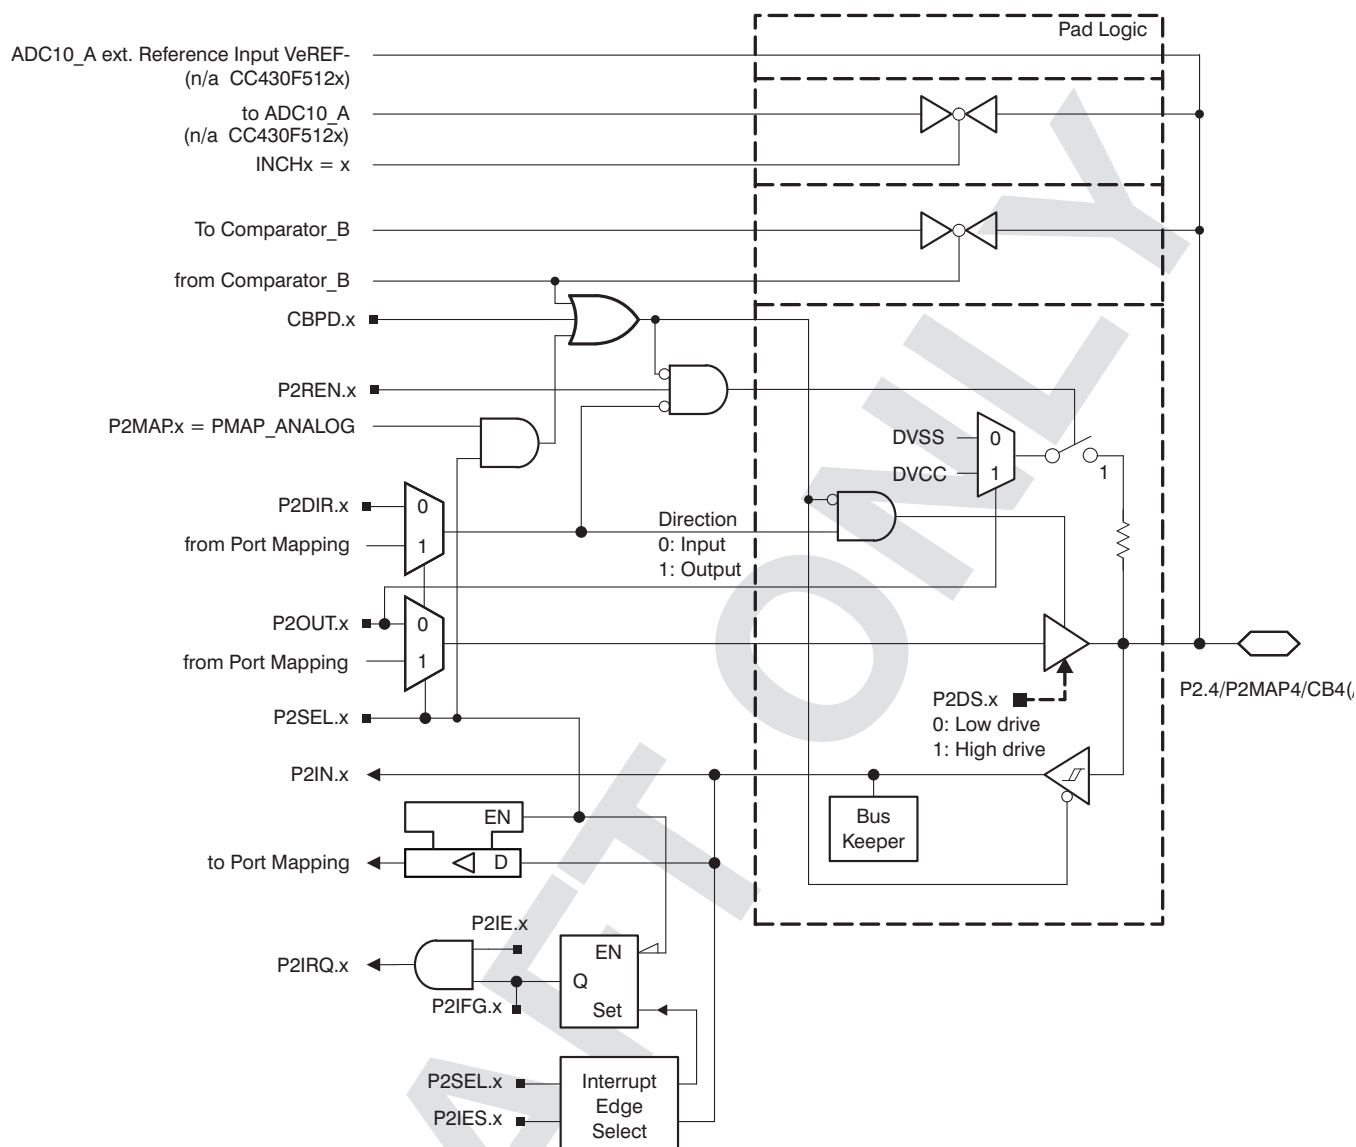 Pad Logic
ADC10_A ext. Reference Input VeREF-
(n/a CC430F512x)
to ADC10_A
(n/a CC430F512x)
INCHx = x
To Comparator_B
from Comparator_B
CBPD.x
P2REN.x
P2MAP.x = PMAP_ANALOG
DVSS
0
DVCC
1
1
P2DIR.x
0
from Port Mapping
1
Direction
0: Input
1: Output
P2OUT.x
0
from Port Mapping
1
P2SEL.x
P2DS.x
0: Low drive
1: High drive
P2.4/P2MAP4/CB4(/
P2IN.x
Bus
Keeper
EN
to Port Mapping
D
P2IE.x
P2IRQ.x
EN
Q
P2IFG.x
Set
P2SEL.x
P2IES.x
Interrupt
Edge
Select
AFT ONLY